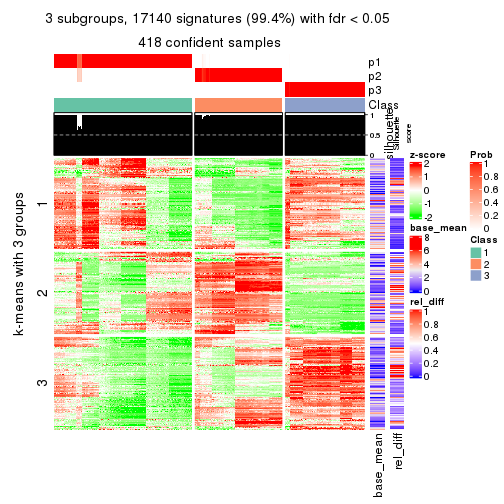 3 subgroups, 17140 signatures (99.4%) with fdr < 0.05
418 confident samples
p1
p2
p3
Class
silhouette
Silhouette
score
1
0.5
0
k-means with 3 groups
1
2
3
base_mean
rel_diff
z-score
2
1
0
-1
-2
base_mean
8
6
4
2
0
rel_diff
1
0.8
0.6
0.4
0.2
0
Prob
1
0.8
0.6
0.4
0.2
0
Class
1
2
3